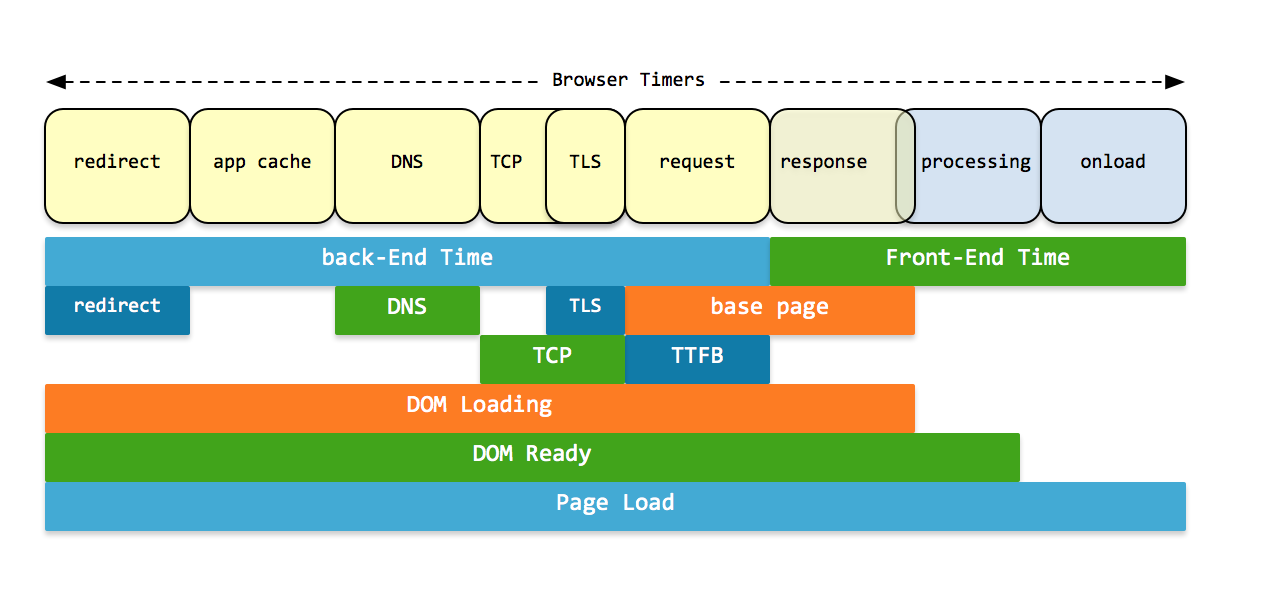 Browser Timers
redirect app cache DNS TCP TLS request response processing onload
back-End Time Front-End Time
redirect DNS TLS base page
TCP TTFB
DOM Loading
DOM Ready
Page Load